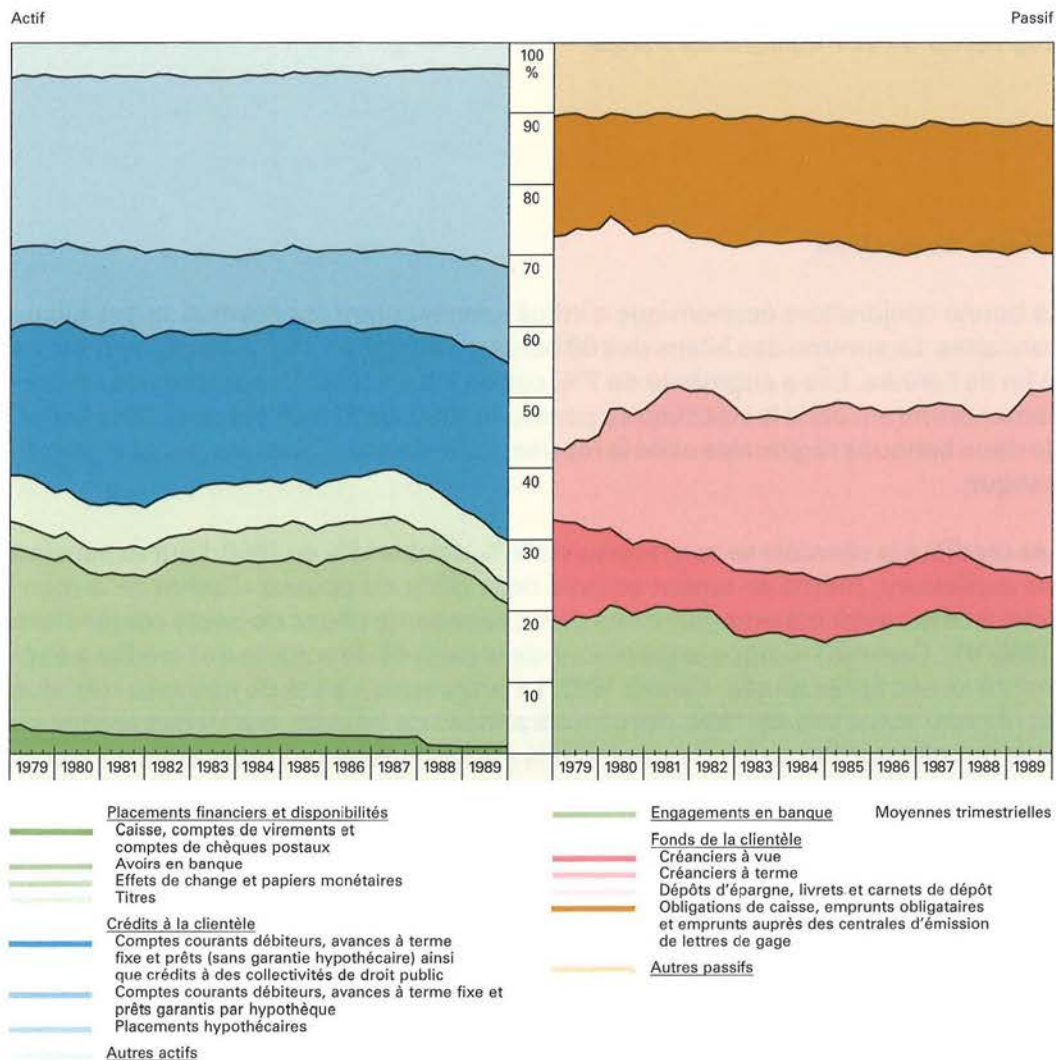 Actif
Passif
100
%
90
80
70
60
50
40
30
20
10
1979 1980 1981 1982 1983 1984 1985 1986 1987 1988 1989
1979 1980 1981 1982 1983 1984 1985 1986 1987 1988 1989
Placements financiers et disponibilités
Caisse, comptes de virements et
comptes de chèques postaux
Avoirs en banque
Effets de change et papiers monétaires
Titres
Crédits à la clientèle
Comptes courants débiteurs, avances à terme
fixe et prêts (sans garantie hypothécaire) ainsi
que crédits à des collectivités de droit public
Comptes courants débiteurs, avances à terme fixe et
prêts garantis par hypothèque
Placements hypothécaires
Autres actifs
Engagements en banque
Moyennes trimestrielles
Fonds de la clientèle
Créanciers à vue
Créanciers à terme
Dépôts d'épargne, livrets et carnets de dépôt
Obligations de caisse, emprunts obligataires
et emprunts auprès des centrales d'émission
de lettres de gage
Autres passifs